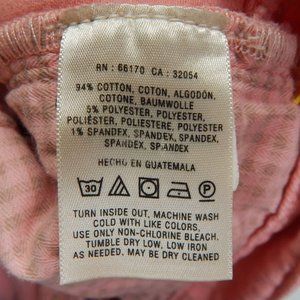 RN : 66170 CA : 32054
94% COTTON, COTON, ALGODÓN,
COTONE, BAUMWOLLE
5% POLYESTER, POLYESTER,
POLIÉSTER, POLIESTERE, POLYESTER
1% SPANDEX, SPANDEX, SPANDEX
SPANDEX, SPANDEX
HECHO EN GUATEMALA
30 P
TURN INSIDE OUT, MACHINE WASH
COLD WITH LIKE COLORS,
USE ONLY NON-CHLORINE BLEACH.
TUMBLE DRY LOW, LOW IRON
AS NEEDED, MAY BE DRY CLEANED